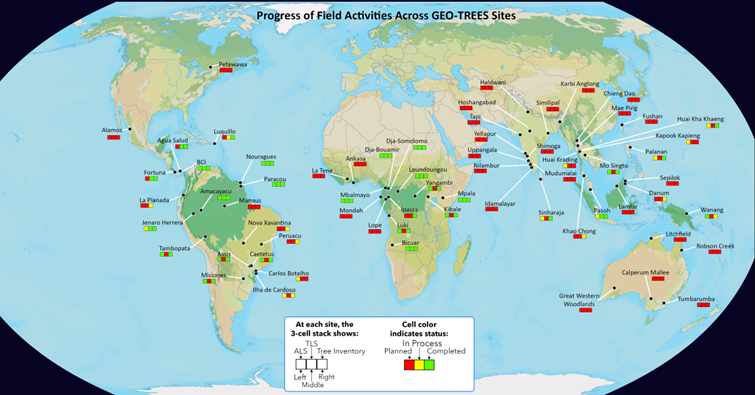 Progress of Field Activities Across GEO-TREES Sites
Petawawa
Alamos
Agua Salud
Luquillo
Fortuna
BCI
Nouragues
Paracou
La Planada
Amacayacu
Manaus
Jenaro Herrera
Nova Xavantina
Peruacu
Tambopata
Assis
Caetetus
Misiones
Carlos Botelho
Ilha de Cardoso
Dja-Somolomo
Dja-Bouamir
Ankasa
La Tene
Loundoungou
Yangambi
Mbalmayo
Mpala
Mondah
Ipassa
Kibale
Lope
Luki
Bicuar
Haldwani
Karbi Anglong
Hoshangabad
Similipal
Chieng Dao
Mae Ping
Tapi
Fushan
Huai Kha Khaeng
Yellapur
Kapook Kapieng
Uppangala
Shimoga
Palanan
Huai Krading
Nilambur
Mudumalai
Mo Singto
Sepilok
Idamalayar
Danum
Sinharaja
Pasoh
Lambir
Wanang
Khao Chong
Litchfield
Robson Creek
Calperum Mallee
Great Western
Woodlands
Tumbarumba
At each site, the
3-cell stack shows:
TLS
ALS
Tree Inventory
Left
Right
Middle
Cell color
indicates status:
In Process
Planned
Completed